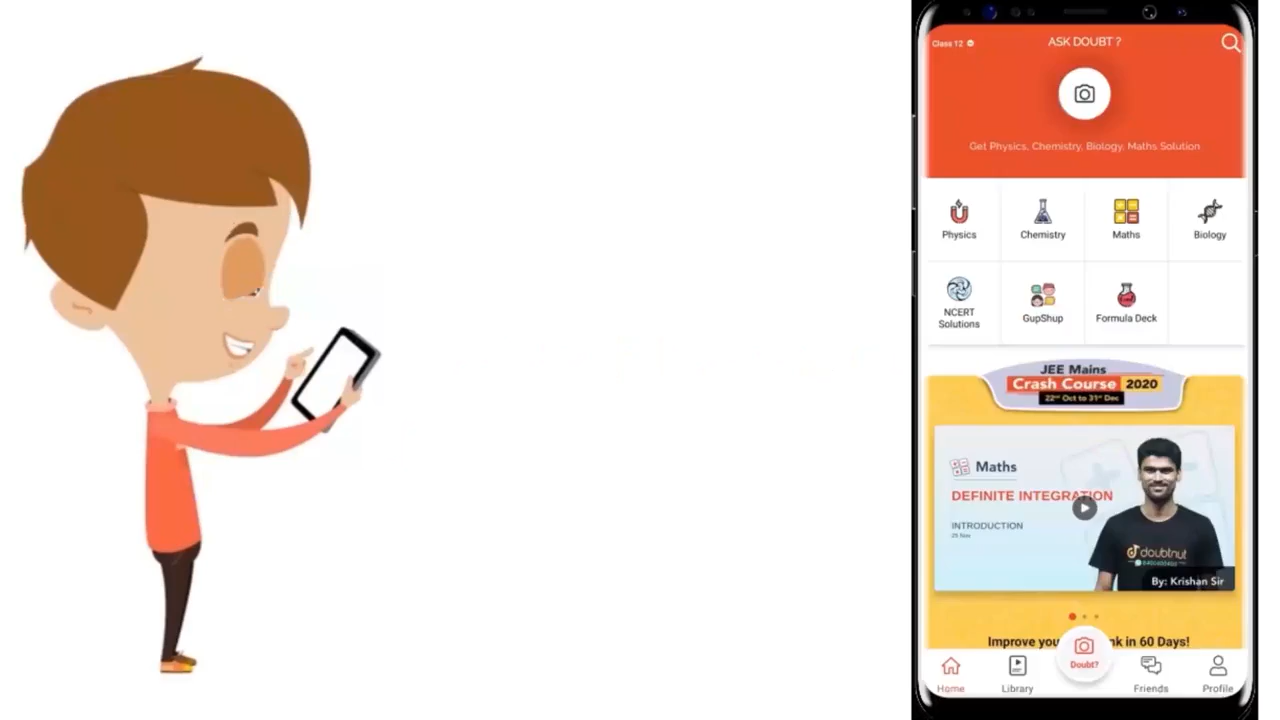 Class 12
ASK DOUBT ?
Get Physics, Chemistry, Biology, Maths Solution
Physics
Chemistry
Maths
Biology
NCERT
Solutions
GupShup
Formula Deck
JEE Mains
Crash Course 2020
22nd Oct to 31st Dec
Maths
DEFINITE INTEGRATION
INTRODUCTION
doubtnut
By: Krishan Sir
Improve you nk in 60 Days!
Doubt?
Home
Library
Friends
Profile